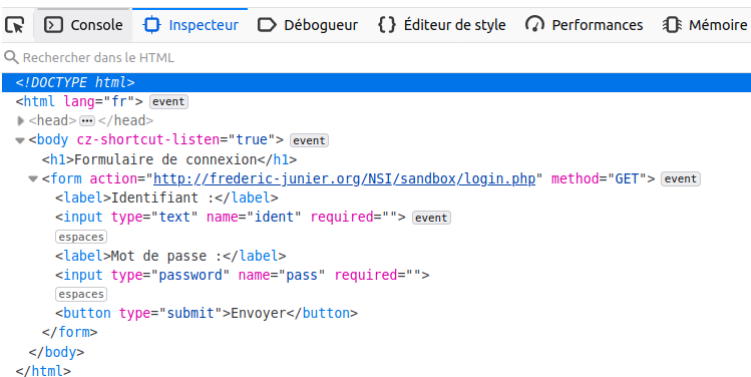 Console Inspecteur Débogueur {} Éditeur de style Performances Mémoire
Rechercher dans le HTML
<!DOCTYPE html>
<html lang="fr"> event
<head> ••• </head>
<body cz-shortcut-listen="true"> event
<h1>Formulaire de connexion</h1>
<form action="http://frederic-junier.org/NSI/sandbox/login.php" method="GET"> event
<label>Identifiant :</label>
<input type="text" name="ident" required=""> event
espaces
<label>Mot de passe :</label>
<input type="password" name="pass" required="">
espaces
<button type="submit">Envoyer</button>
</form>
</body>
</html>